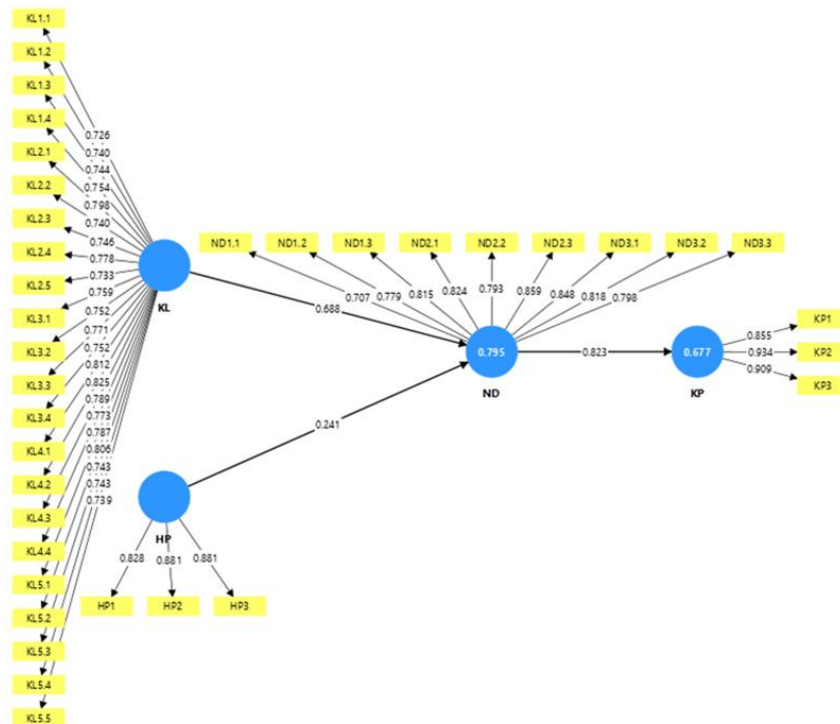 KL1.1
KL1.2
KL1.3
KL1.4
KL2.1
KL2.2
KL2.3
KL2.4
KL2.5
KL3.1
KL3.2
KL3.3
KL3.4
KL4.1
KL4.2
KL4.3
KL4.4
KL5.1
KL5.2
KL5.3
KL5.4
KL5.5
0.726
0.740
0.744
0.754
0.798
0.740
0.746
0.778
0.733
0.759
0.752
0.771
0.752
0.812
0.825
0.789
0.773
0.787
0.806
0.743
0.743
0.739
KL
ND1.1 ND1.2 ND1.3 ND2.1 ND2.2 ND2.3 ND3.1 ND3.2 ND3.3
0.707 0.779 0.815 0.824 0.793 0.859 0.848 0.818 0.798
0.688
0.795
ND
0.823
0.677
KP
0.855
0.934
0.909
KP1
KP2
KP3
0.241
HP
0.828 0.881 0.881
HP1 HP2 HP3